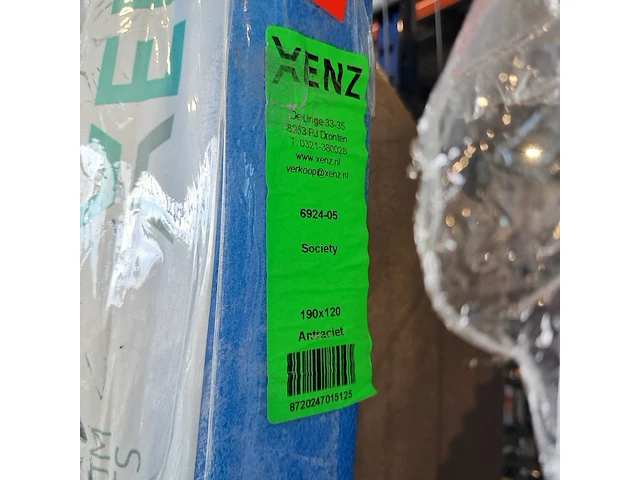 XENZ
De Linge 33-35
8253 PJ Dronten
T: 0321-380028
www.xenz.nl
verkoop@xenz.nl
6924-05
Society
190x120
Antraciet
8720247015125
XE